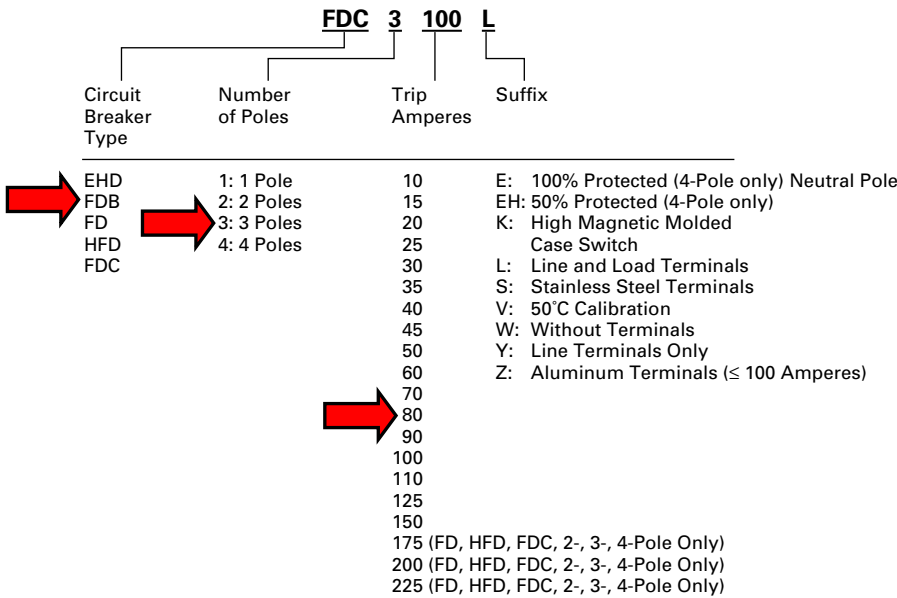 FDC 3 100 L
Circuit Number Trip Suffix
Breaker of Poles Amperes
Type
EHD 1: 1 Pole 10 E: 100% Protected (4-Pole only) Neutral Pole
FDB 2: 2 Poles 15 EH: 50% Protected (4-Pole only)
FD 3: 3 Poles 20 K: High Magnetic Molded
HFD 4: 4 Poles 25 Case Switch
FDC 30 L: Line and Load Terminals
35 S: Stainless Steel Terminals
40 V: 50°C Calibration
45 W: Without Terminals
50 Y: Line Terminals Only
60 Z: Aluminum Terminals (≤ 100 Amperes)
70
80
90
100
110
125
150
175 (FD, HFD, FDC, 2-, 3-, 4-Pole Only)
200 (FD, HFD, FDC, 2-, 3-, 4-Pole Only)
225 (FD, HFD, FDC, 2-, 3-, 4-Pole Only)